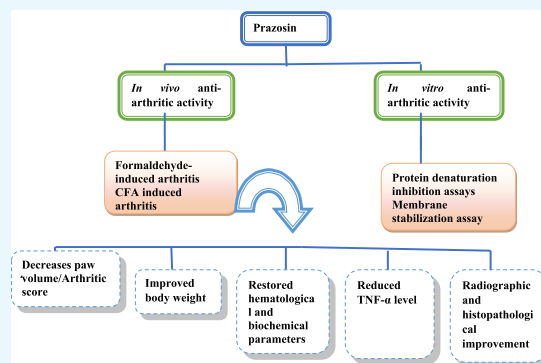 Prazosin
In vivo anti-
arthritic activity
In vitro anti-
arthritic activity
Formaldehyde-
induced arthritis
CFA induced
arthritis
Protein denaturation
inhibition assays
Membrane
stabilization assay
Decreases paw
volume/Arthritic
score
Improved
body weight
Restored
hematologica
l and
biochemical
parameters
Reduced
TNF-α level
Radiographic
and
histopathologi
cal
improvement